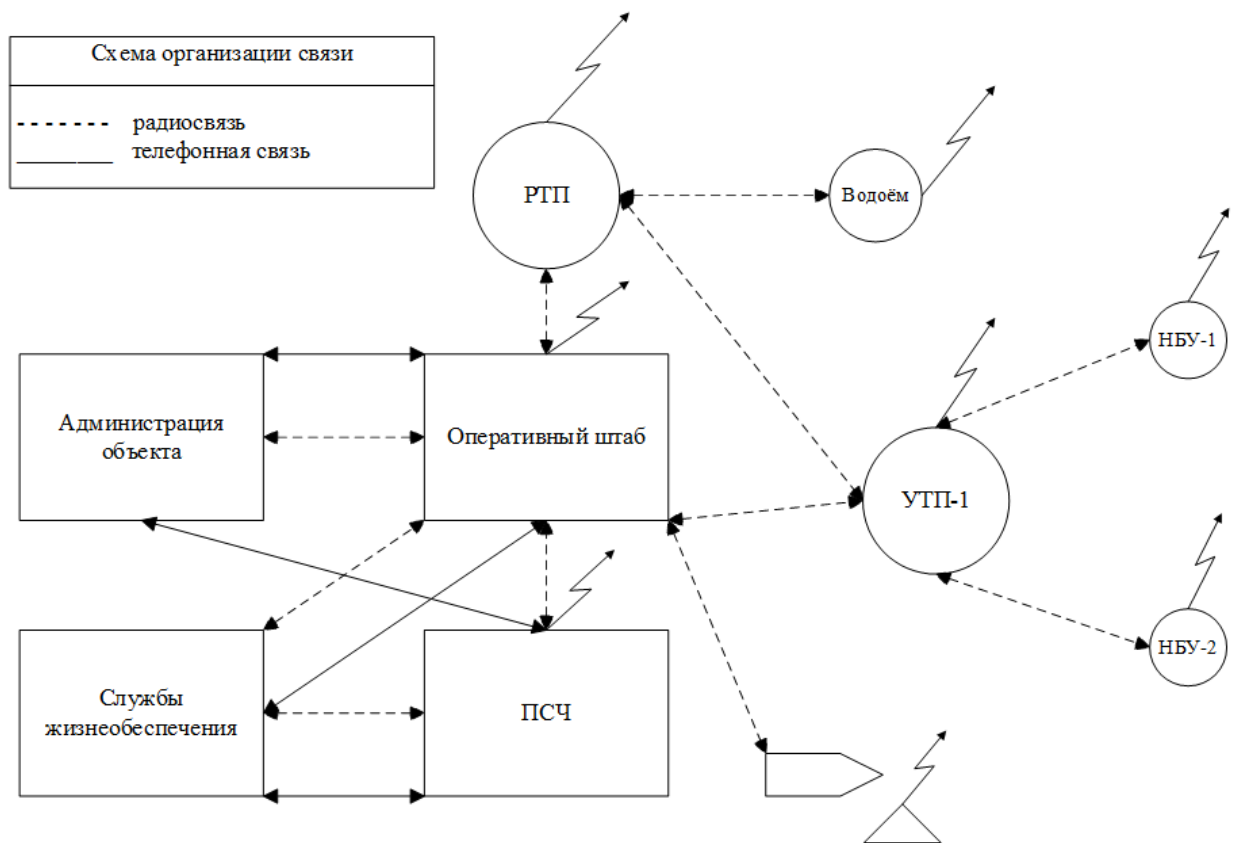 Схема организации связи
радиосвязь
телефонная связь
РТП
Водоём
НБУ-1
Администрация
объекта
Оперативный штаб
УТП-1
НБУ-2
Службы
жизнеобеспечения
ПСЧ